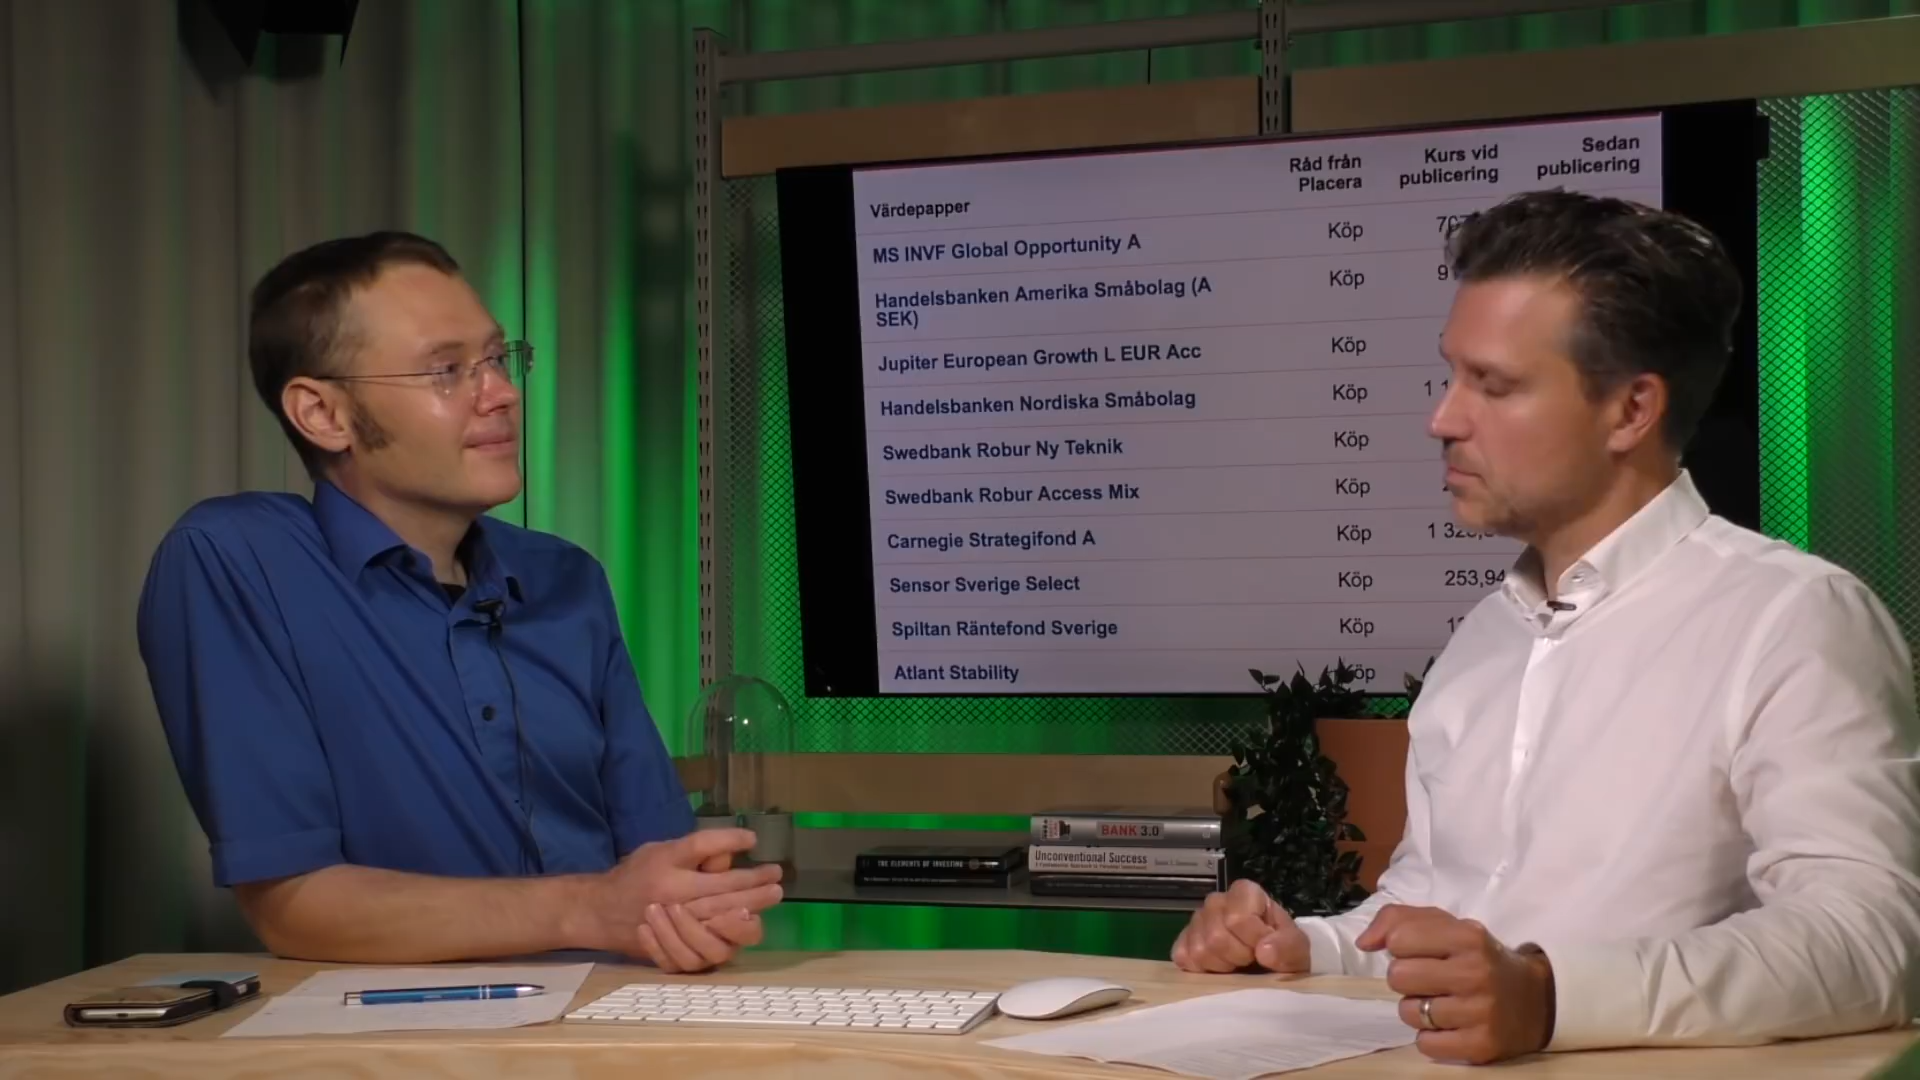 Råd från
Placera
Kurs vid
publicering
Sedan
publicering
Värdepapper
MS INVF Global Opportunity A
Köp
Handelsbanken Amerika Småbolag (A
SEK)
Köp
Jupiter European Growth L EUR Acc
Köp
Handelsbanken Nordiska Småbolag
Köp
Swedbank Robur Ny Teknik
Köp
Swedbank Robur Access Mix
Köp
Carnegie Strategifond A
Köp
Sensor Sverige Select
Köp
253,94
Spiltan Räntefond Sverige
Köp
Atlant Stability
Köp
BANK 3.0
THE ELEMENTS OF INVESTING
Unconventional Success